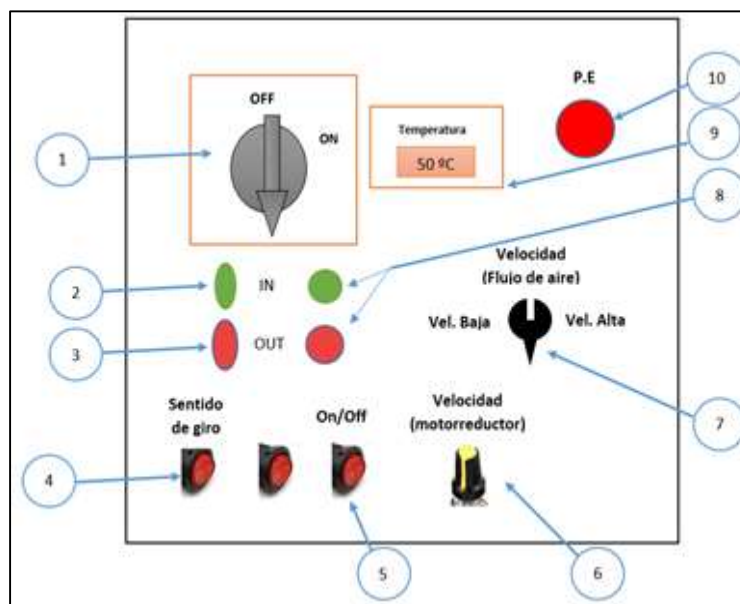 P.E
10
OFF
ON
1
Temperatura
50 ºC
9
8
Velocidad
(Flujo de aire)
2
IN
Vel. Baja
Vel. Alta
3
OUT
7
Sentido
de giro
On/Off
Velocidad
(motorreductor)
4
5
6